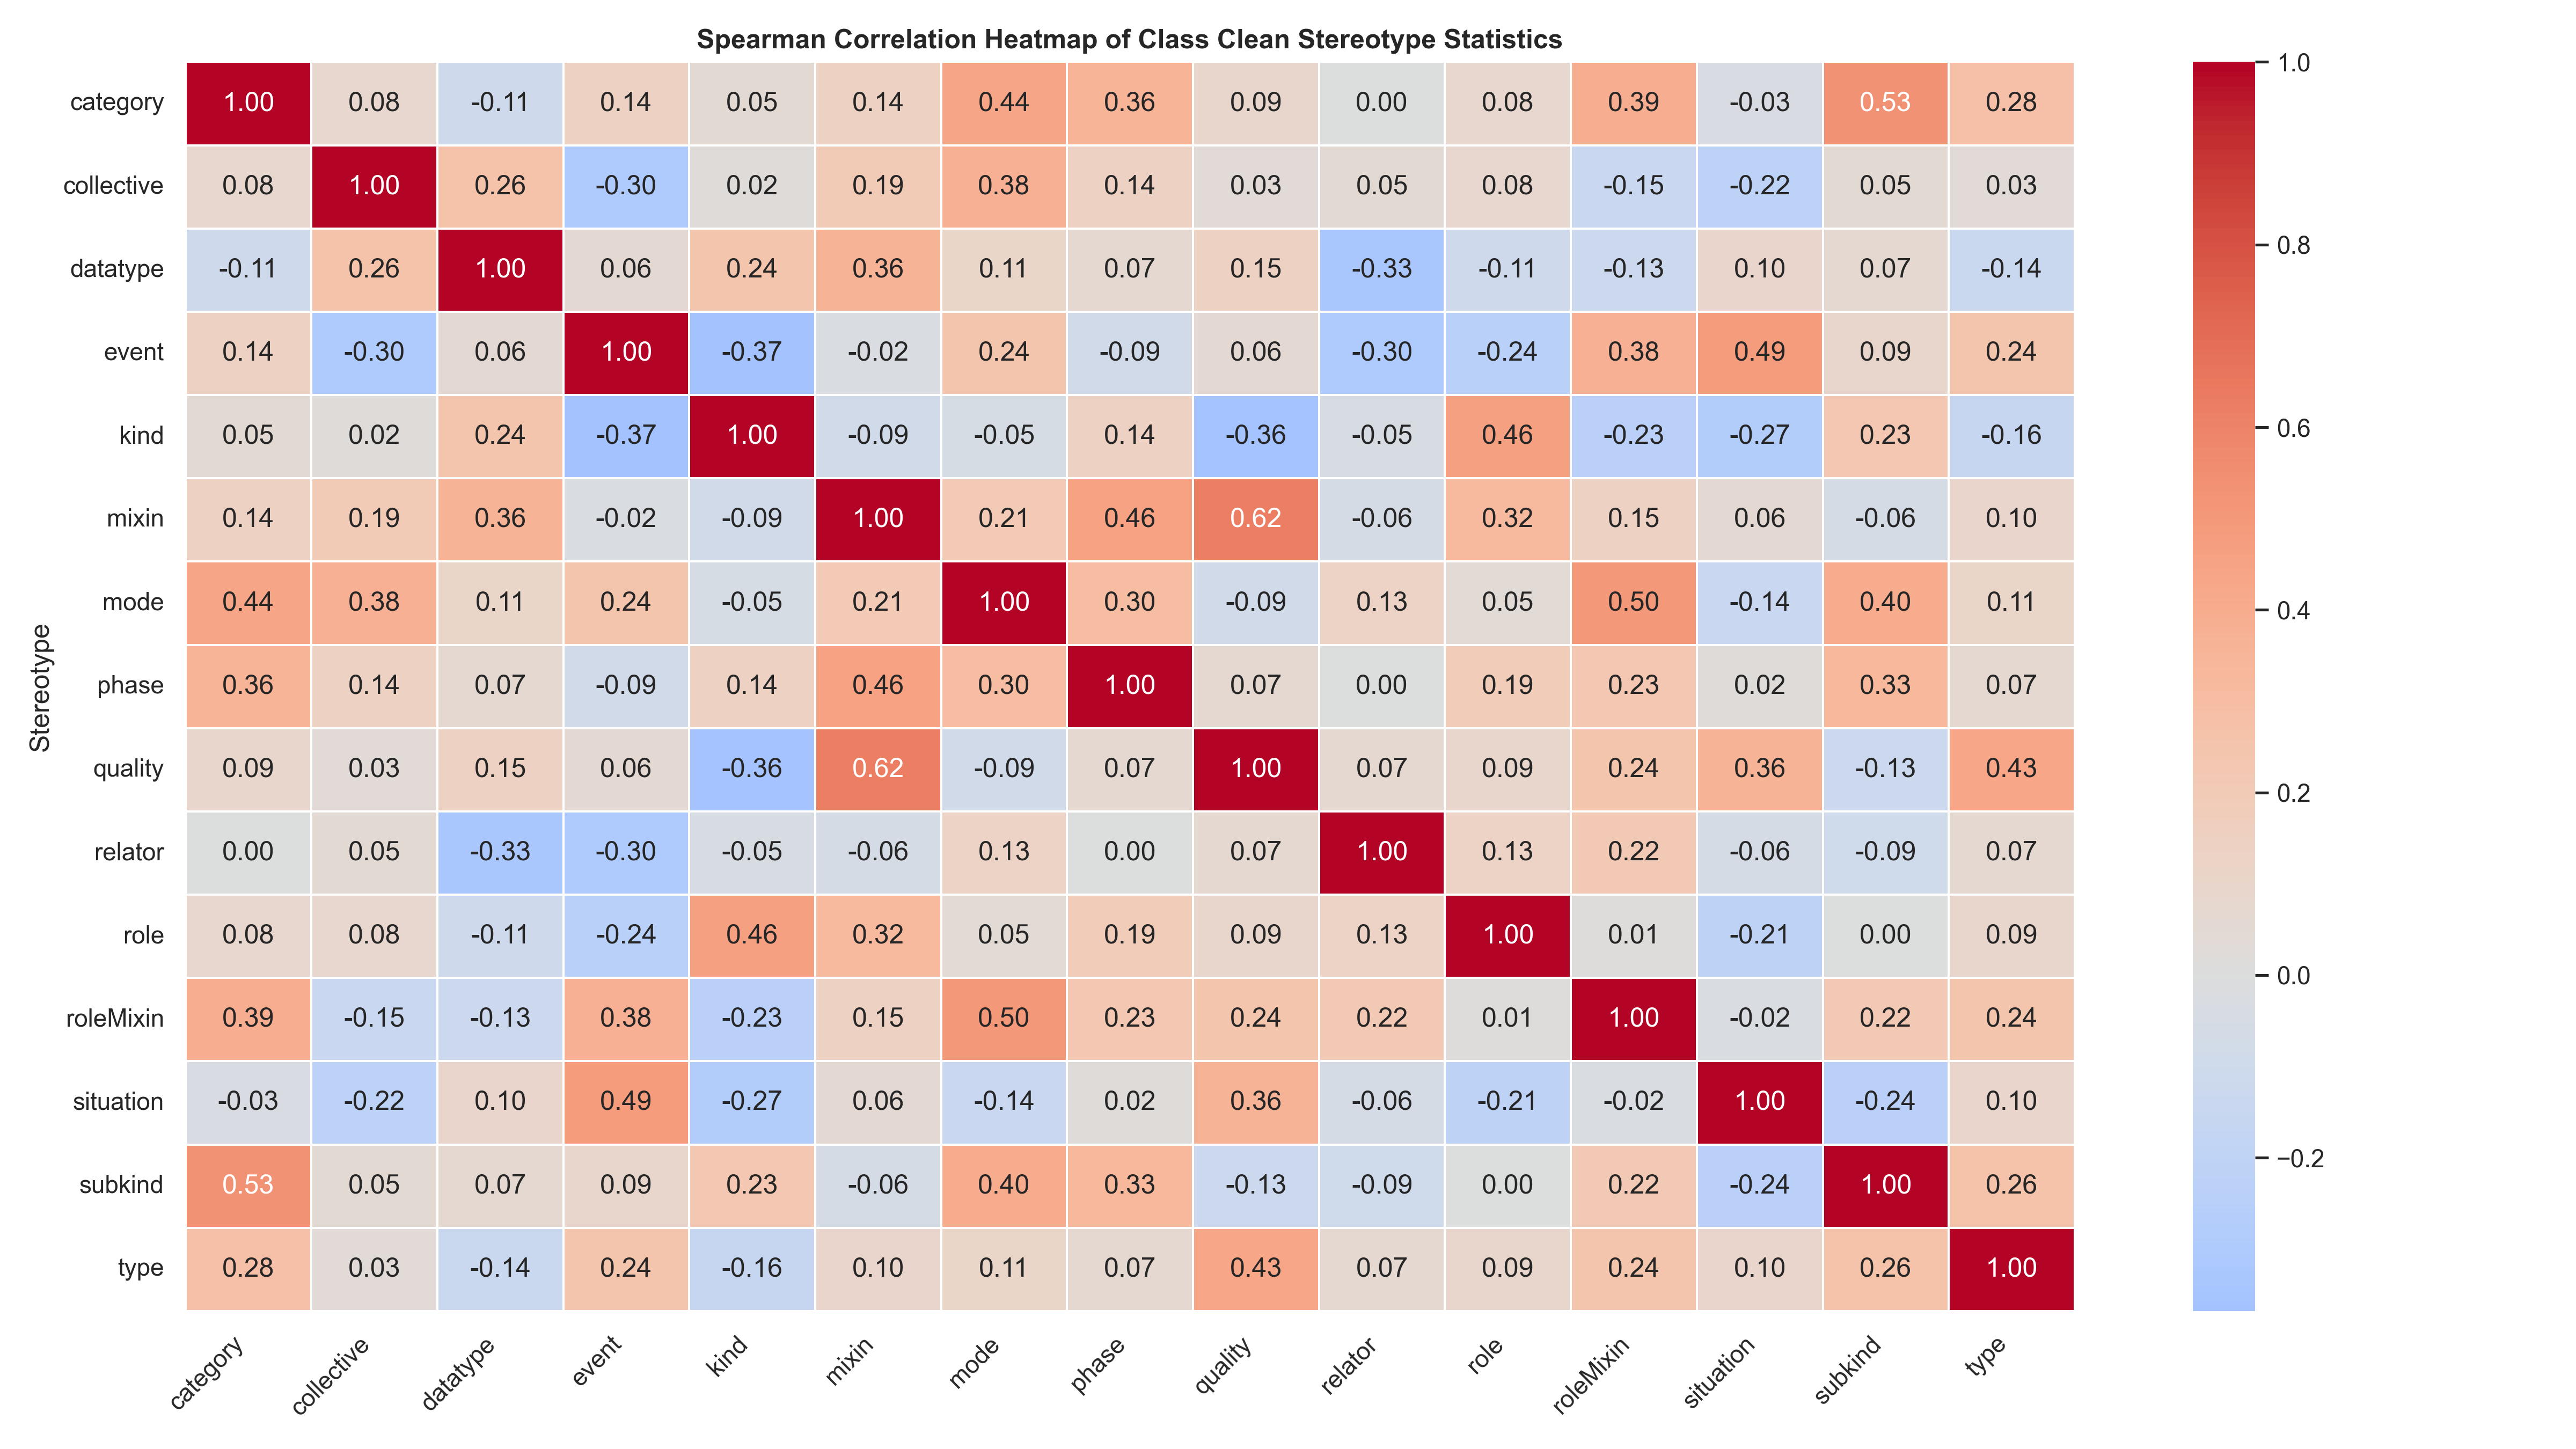 Spearman Correlation Heatmap of Class Clean Stereotype Statistics
category 1.00 0.08 -0.11 0.14 0.05 0.14 0.44 0.36 0.09 0.00 0.08 0.39 -0.03 0.53 0.28
collective 0.08 1.00 0.26 -0.30 0.02 0.19 0.38 0.14 0.03 0.05 0.08 -0.15 -0.22 0.05 0.03
datatype -0.11 0.26 1.00 0.06 0.24 0.36 0.11 0.07 0.15 -0.33 -0.11 -0.13 0.10 0.07 -0.14
event 0.14 -0.30 0.06 1.00 -0.37 -0.02 0.24 -0.09 0.06 -0.30 -0.24 0.38 0.49 0.09 0.24
kind 0.05 0.02 0.24 -0.37 1.00 -0.09 -0.05 0.14 -0.36 -0.05 0.46 -0.23 -0.27 0.23 -0.16
mixin 0.14 0.19 0.36 -0.02 -0.09 1.00 0.21 0.46 0.62 -0.06 0.32 0.15 0.06 -0.06 0.10
mode 0.44 0.38 0.11 0.24 -0.05 0.21 1.00 0.30 -0.09 0.13 0.05 0.50 -0.14 0.40 0.11
phase 0.36 0.14 0.07 -0.09 0.14 0.46 0.30 1.00 0.07 0.00 0.19 0.23 0.02 0.33 0.07
quality 0.09 0.03 0.15 0.06 -0.36 0.62 -0.09 0.07 1.00 0.07 0.09 0.24 0.36 -0.13 0.43
relator 0.00 0.05 -0.33 -0.30 -0.05 -0.06 0.13 0.00 0.07 1.00 0.13 0.22 -0.06 -0.09 0.07
role 0.08 0.08 -0.11 -0.24 0.46 0.32 0.05 0.19 0.09 0.13 1.00 0.01 -0.21 0.00 0.09
roleMixin 0.39 -0.15 -0.13 0.38 -0.23 0.15 0.50 0.23 0.24 0.22 0.01 1.00 -0.02 0.22 0.24
situation -0.03 -0.22 0.10 0.49 -0.27 0.06 -0.14 0.02 0.36 -0.06 -0.21 -0.02 1.00 -0.24 0.10
subkind 0.53 0.05 0.07 0.09 0.23 -0.06 0.40 0.33 -0.13 -0.09 0.00 0.22 -0.24 1.00 0.26
type 0.28 0.03 -0.14 0.24 -0.16 0.10 0.11 0.07 0.43 0.07 0.09 0.24 0.10 0.26 1.00
category collective datatype event kind mixin mode phase quality relator role roleMixin situation subkind type
Stereotype
1.0
0.8
0.6
0.4
0.2
0.0
−0.2